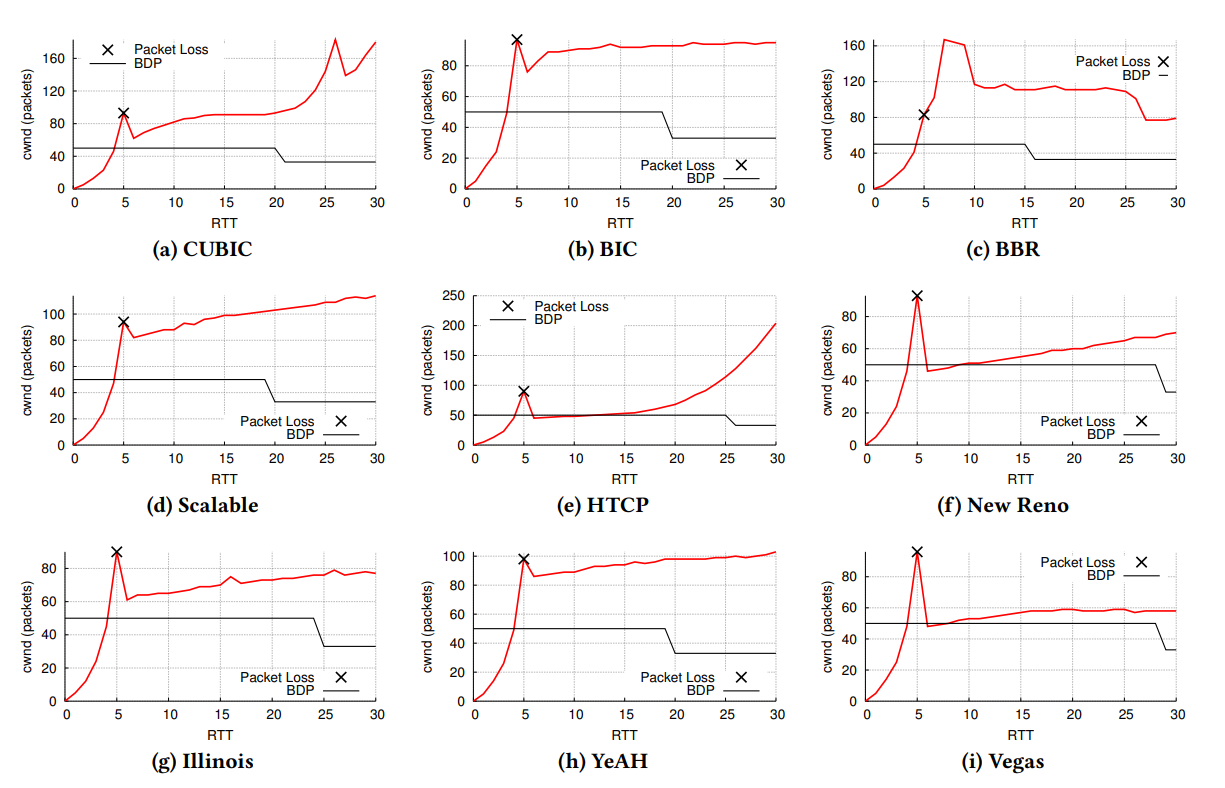 Packet Loss
BDP
cwnd (packets)
160
120
80
40
0
0 5 10 15 20 25 30
RTT
(a) CUBIC
cwnd (packets)
80
60
40
20
0
Packet Loss
BDP
0 5 10 15 20 25 30
RTT
(b) BIC
cwnd (packets)
160
120
80
40
0
Packet Loss
BDP
0 5 10 15 20 25 30
RTT
(c) BBR
cwnd (packets)
100
80
60
40
20
0
Packet Loss
BDP
0 5 10 15 20 25 30
RTT
(d) Scalable
cwnd (packets)
250
200
150
100
50
0
Packet Loss
BDP
0 5 10 15 20 25 30
RTT
(e) HTCP
cwnd (packets)
80
60
40
20
0
Packet Loss
BDP
0 5 10 15 20 25 30
RTT
(f) New Reno
cwnd (packets)
80
60
40
20
0
Packet Loss
BDP
0 5 10 15 20 25 30
RTT
(g) Illinois
cwnd (packets)
100
80
60
40
20
0
Packet Loss
BDP
0 5 10 15 20 25 30
RTT
(h) YeAH
cwnd (packets)
80
60
40
20
0
Packet Loss
BDP
0 5 10 15 20 25 30
RTT
(i) Vegas